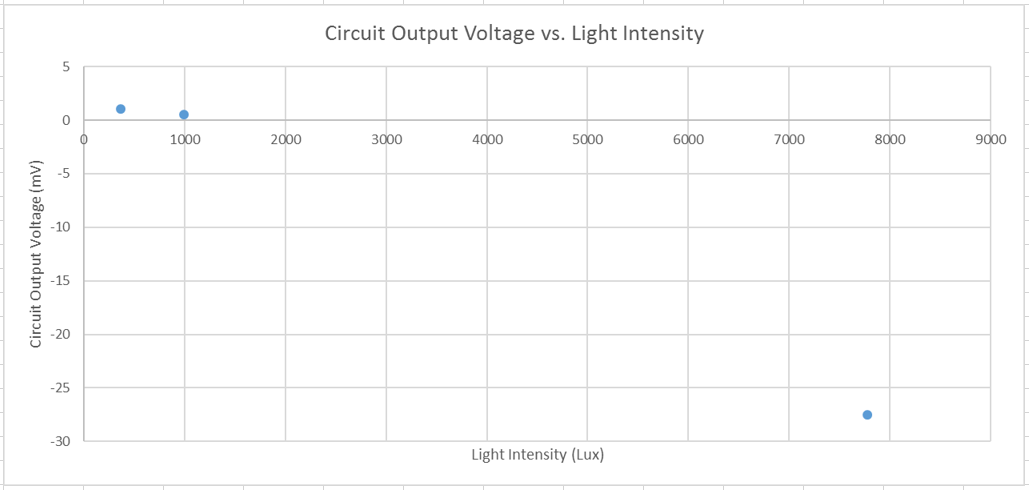 Circuit Output Voltage vs. Light Intensity
5
0
0 1000 2000 3000 4000 5000 6000 7000 8000 9000
-5
-10
-15
-20
-25
-30
Circuit Output Voltage (mV)
Light Intensity (Lux)